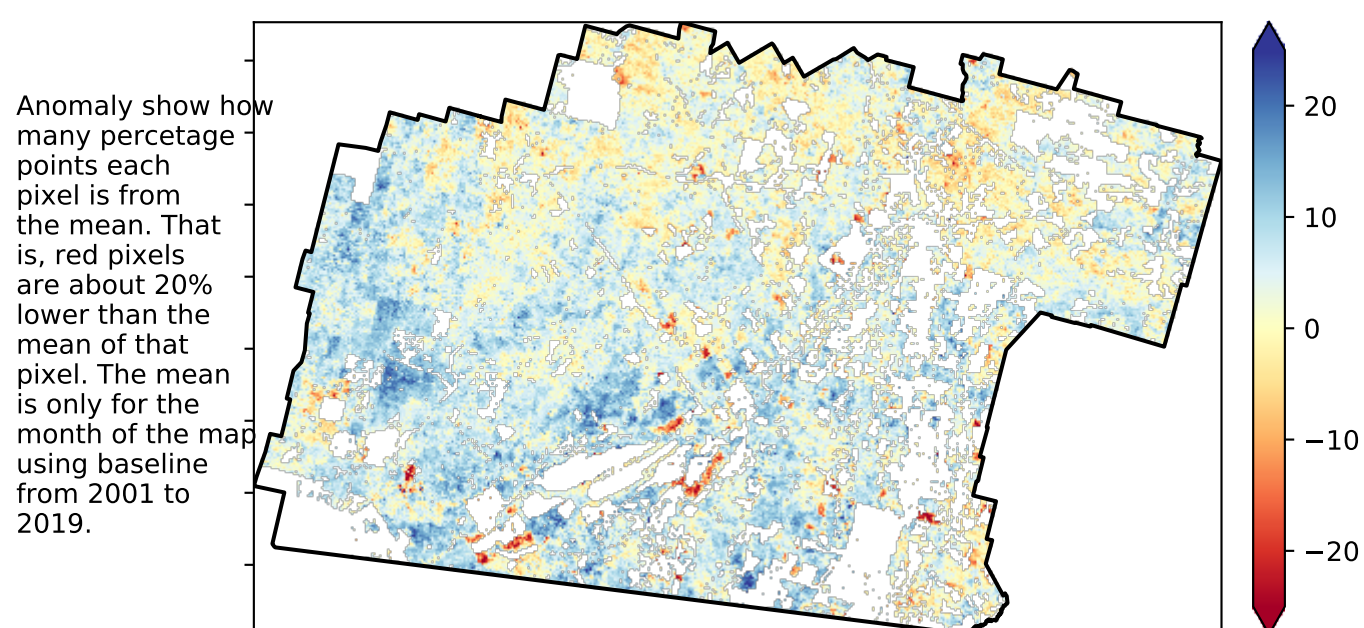 Anomaly show how
many percetage
points each
pixel is from
the mean. That
is, red pixels
are about 20%
lower than the
mean of that
pixel. The mean
is only for the
month of the map
using baseline
from 2001 to
2019.
20
10
0
−10
−20